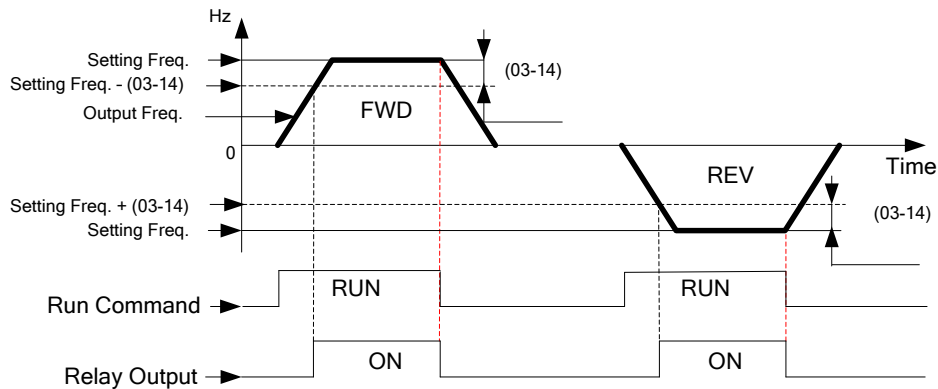 Hz
Setting Freq.
(03-14)
Setting Freq. - (03-14)
Output Freq.
FWD
0
Time
REV
Setting Freq. + (03-14)
(03-14)
Setting Freq.
RUN
RUN
Run Command
ON
ON
Relay Output